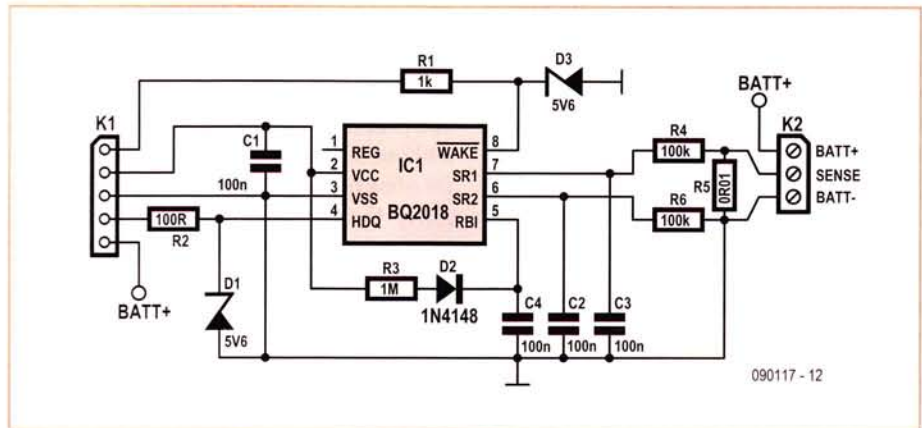 R1
1k
D3
5V6
BATT+
K1
C1
100n
1 REG
2 VCC
3 VSS
4 HDQ
IC1
BQ2018
WAKE 8
SR1 7
SR2 6
RBI 5
R4
100k
R5
0R01
R6
100k
K2
BATT+
SENSE
BATT-
100R
R2
BATT+
D1
5V6
R3
1M
D2
1N4148
C4
100n
C2
100n
C3
100n
090117 - 12